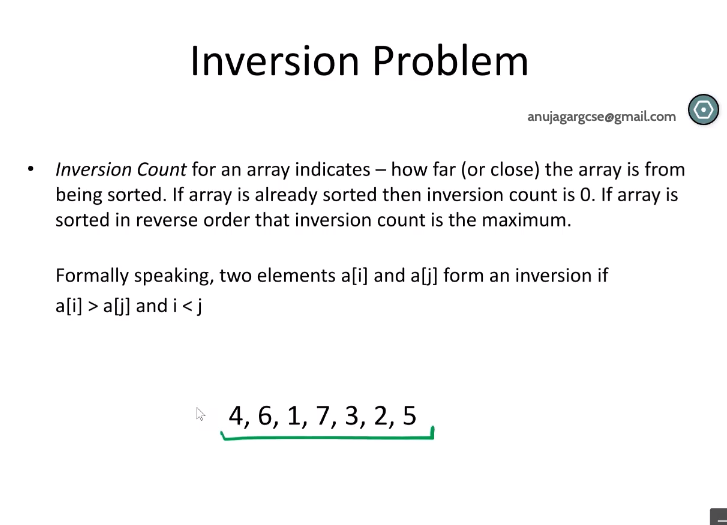 Inversion Problem
anujagargcse@gmail.com
• Inversion Count for an array indicates – how far (or close) the array is from
being sorted. If array is already sorted then inversion count is 0. If array is
sorted in reverse order that inversion count is the maximum.
Formally speaking, two elements a[i] and a[j] form an inversion if
a[i] > a[j] and i < j
4, 6, 1, 7, 3, 2, 5